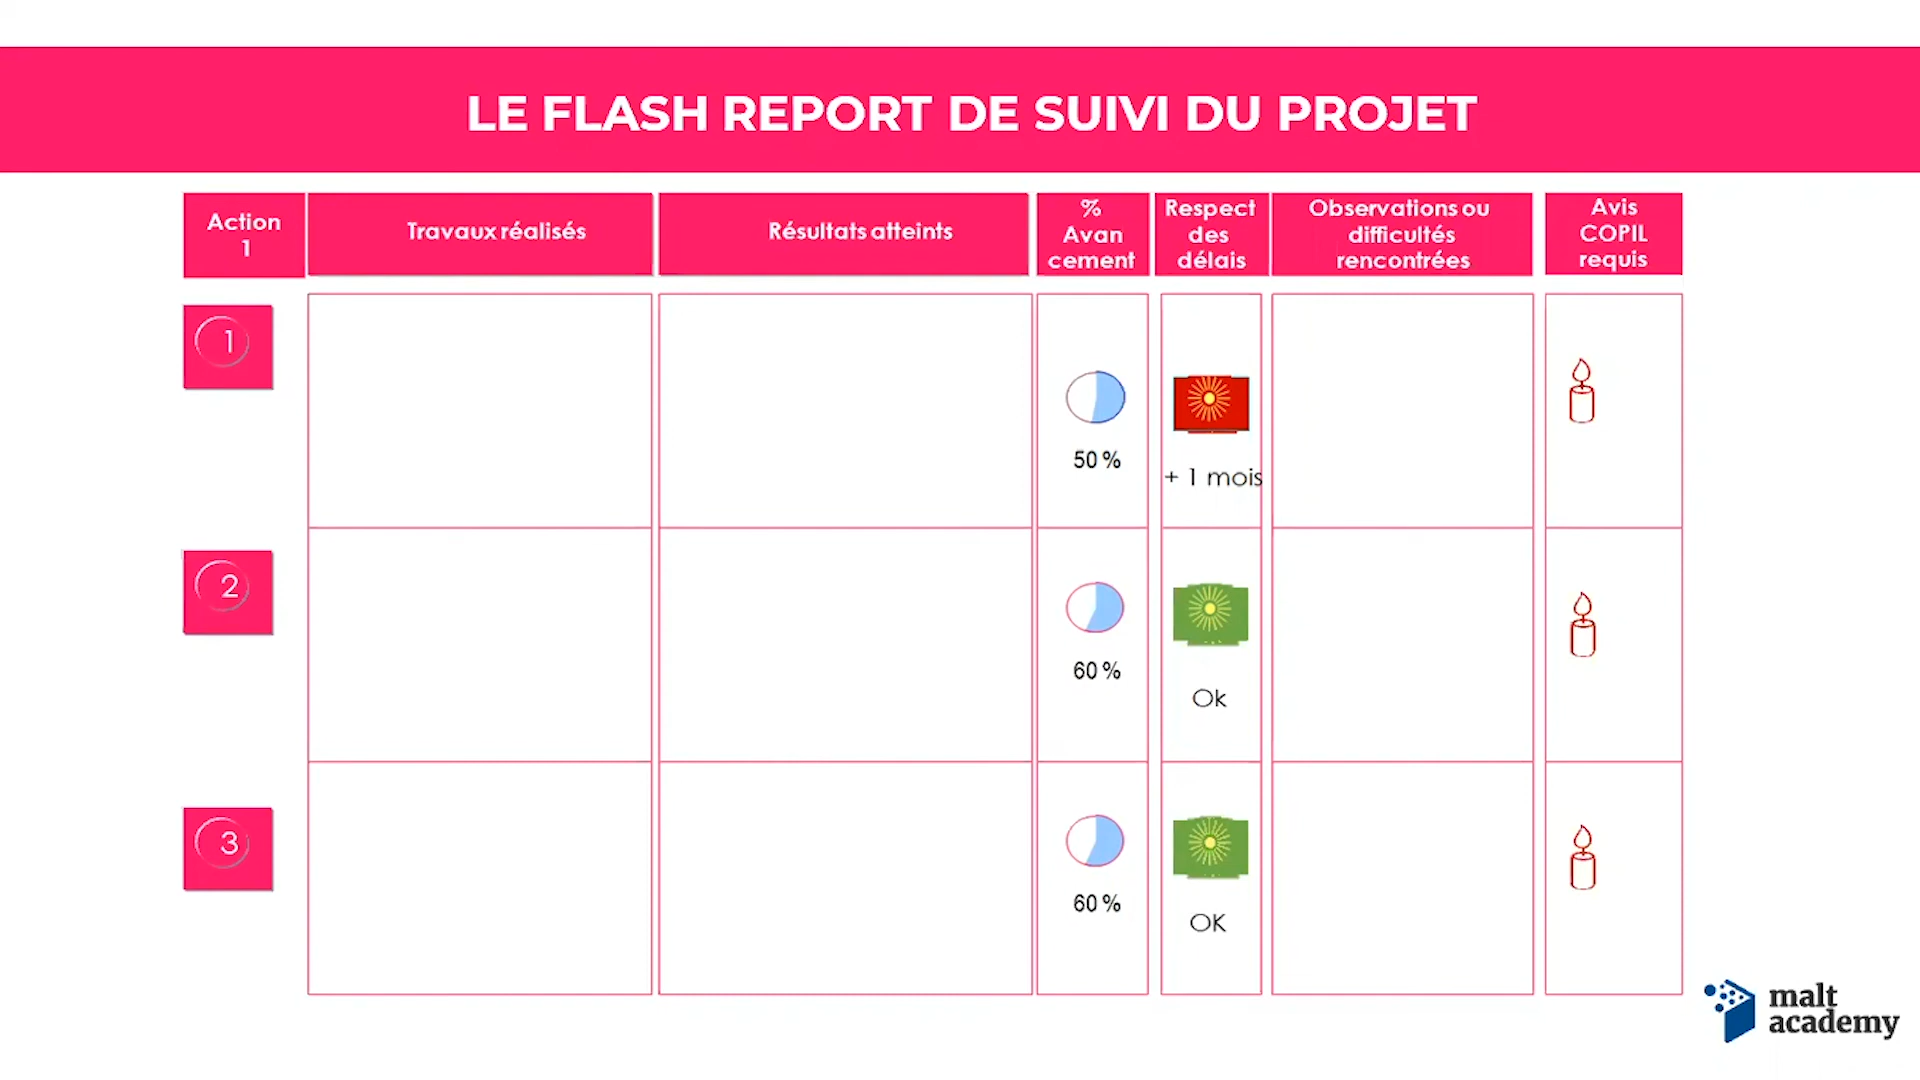 LE FLASH REPORT DE SUIVI DU PROJET
Action
1
Travaux réalisés
Résultats atteints
%
Avan
cement
Respect
des
délais
Observations ou
difficultés
rencontrées
Avis
COPIL
requis
1
50 %
+ 1 mois
2
60 %
Ok
3
60 %
OK
malt
academy